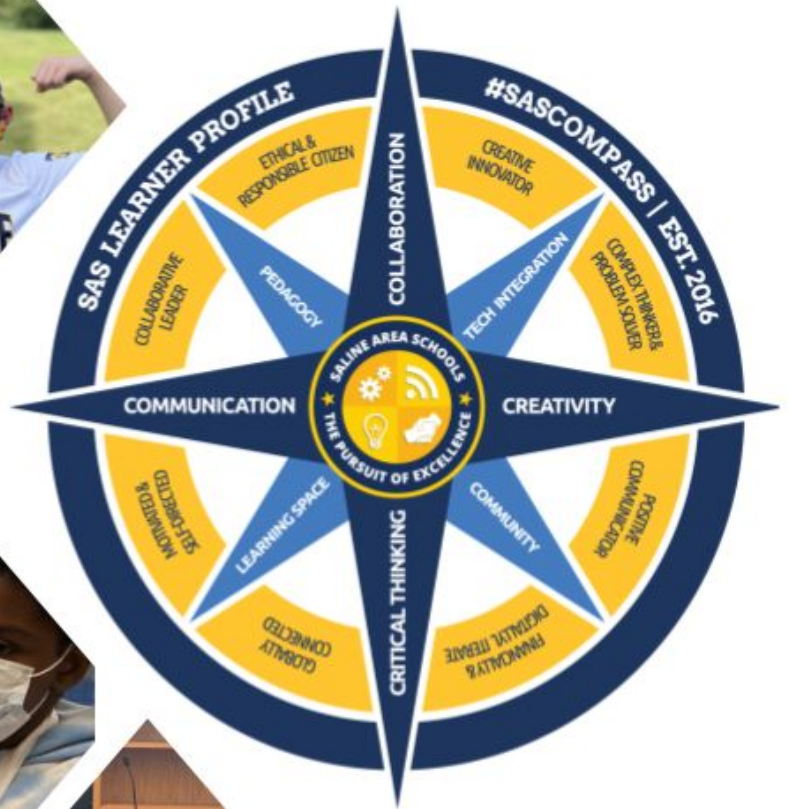 SAS LEARNER PROFILE
#SASCOMPASS | EST. 2016
ETHICAL &
RESPONSIBLE CITIZEN
CREATIVE
INNOVATOR
COLLABORATIVE
LEADER
COMPLEX THINKER &
PROBLEM SOLVER
COLLABORATION
PEDAGOGY
TECH INTEGRATION
COMMUNICATION
SALINE AREA SCHOOLS
THE PURSUIT OF EXCELLENCE
CREATIVITY
LEARNING SPACE
COMMUNITY
CRITICAL THINKING
MOTIVATED &
SELF-DIRECTED
POSITIVE
COMMUNICATOR
GLOBALLY
CONNECTED
FINANCIALLY &
DIGITALLY LITERATE